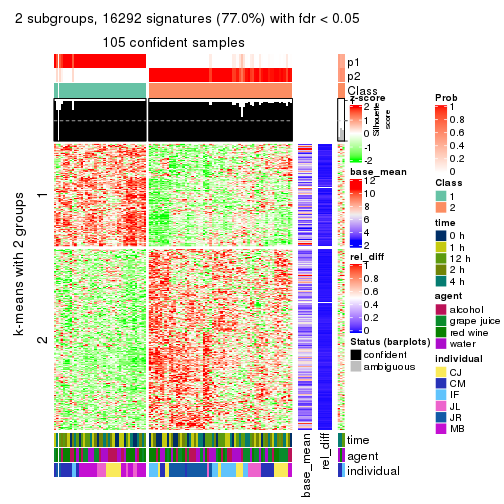 2 subgroups, 16292 signatures (77.0%) with fdr < 0.05
105 confident samples
p1
p2
Class
Silhouette
score
k-means with 2 groups
1
2
base_mean
rel_diff
time
agent
individual
z-score
2
1
0
-1
-2
base_mean
12
10
8
6
4
2
rel_diff
1
0.8
0.6
0.4
0.2
0
Status (barplots)
confident
ambiguous
Prob
1
0.8
0.6
0.4
0.2
0
Class
1
2
time
0 h
1 h
12 h
2 h
4 h
agent
alcohol
grape juice
red wine
water
individual
CJ
CM
IF
JL
JR
MB